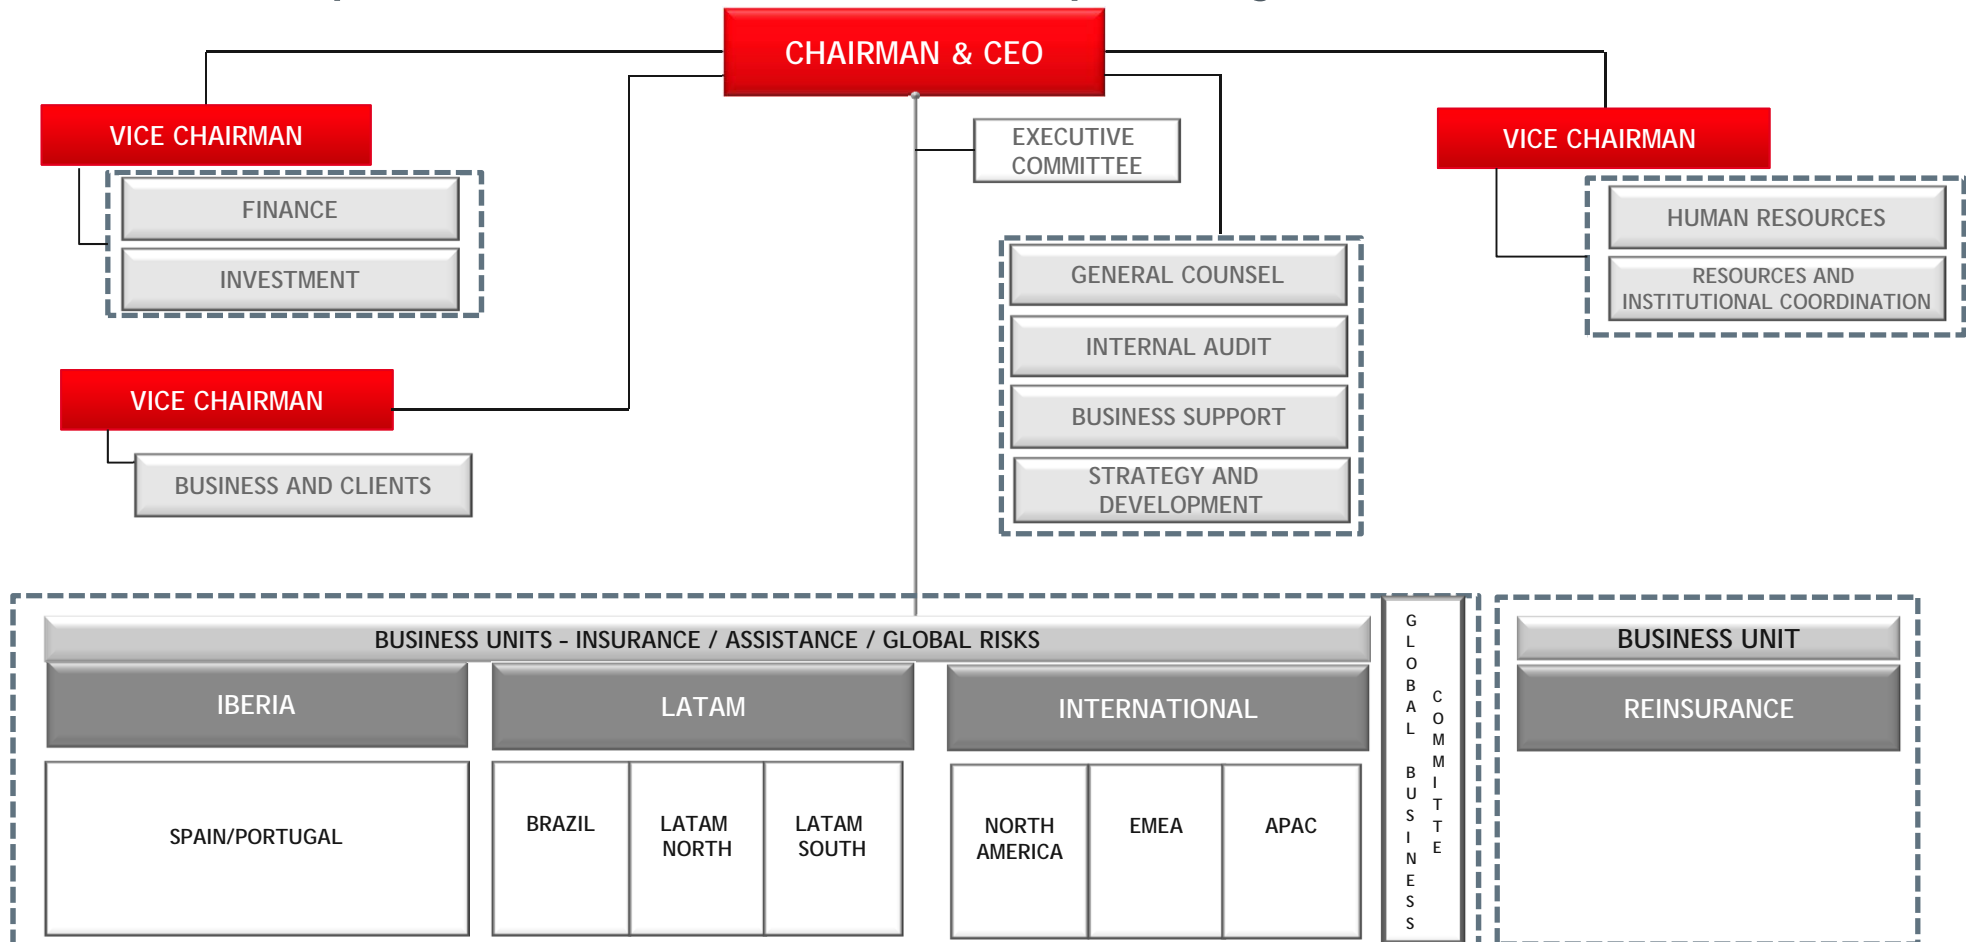 CHAIRMAN & CEO
VICE CHAIRMAN
EXECUTIVE
COMMITTEE
VICE CHAIRMAN
FINANCE
INVESTMENT
HUMAN RESOURCES
RESOURCES AND
INSTITUTIONAL COORDINATION
GENERAL COUNSEL
INTERNAL AUDIT
BUSINESS SUPPORT
STRATEGY AND
DEVELOPMENT
VICE CHAIRMAN
BUSINESS AND CLIENTS
BUSINESS UNITS - INSURANCE / ASSISTANCE / GLOBAL RISKS
IBERIA
LATAM
INTERNATIONAL
SPAIN/PORTUGAL
BRAZIL
LATAM
NORTH
LATAM
SOUTH
NORTH
AMERICA
EMEA
APAC
GLOBAL BUSINESS
COMMITTE
BUSINESS UNIT
REINSURANCE